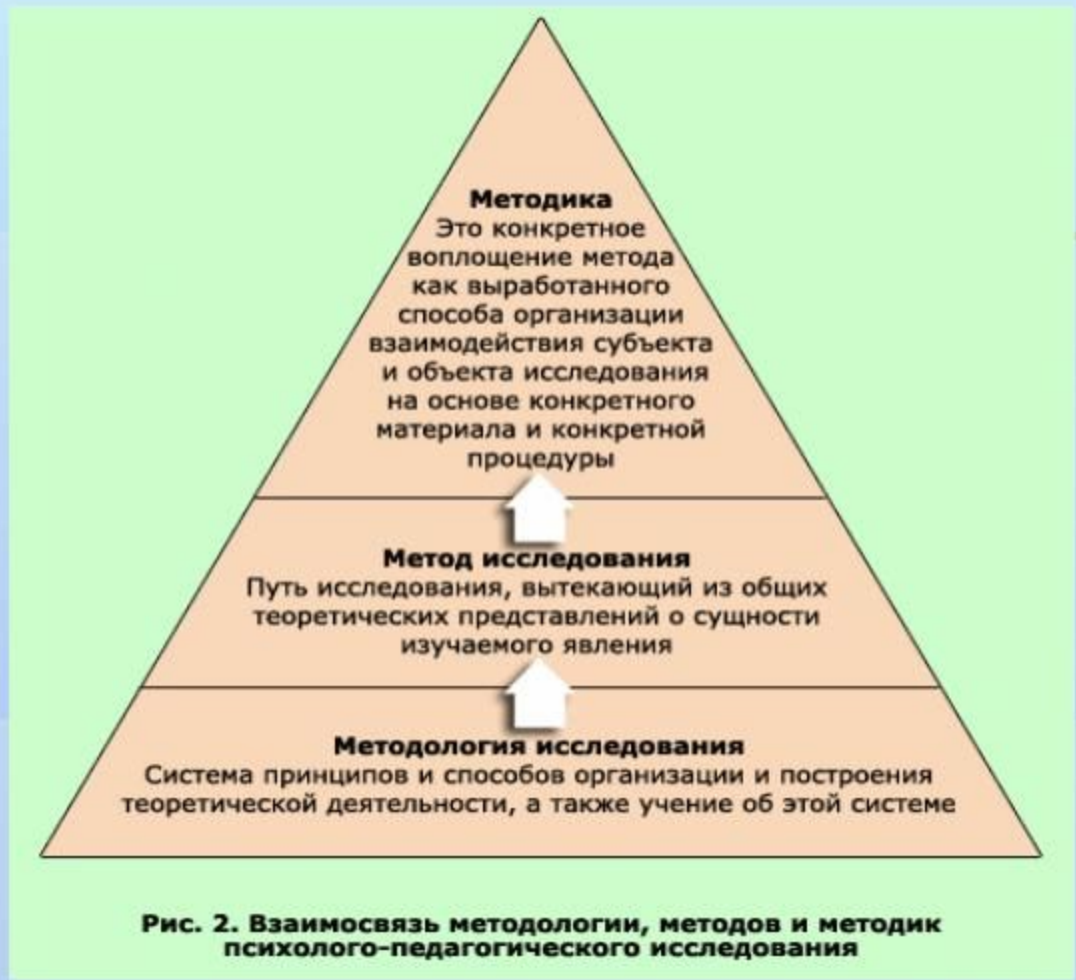 Методика
Это конкретное
воплощение метода
как выработанного
способа организации
взаимодействия субъекта
и объекта исследования
на основе конкретного
материала и конкретной
процедуры
Метод исследования
Путь исследования, вытекающий из общих
теоретических представлений о сущности
изучаемого явления
Методология исследования
Система принципов и способов организации и построения
теоретической деятельности, а также учение об этой системе
Рис. 2. Взаимосвязь методологии, методов и методик
психолого-педагогического исследования